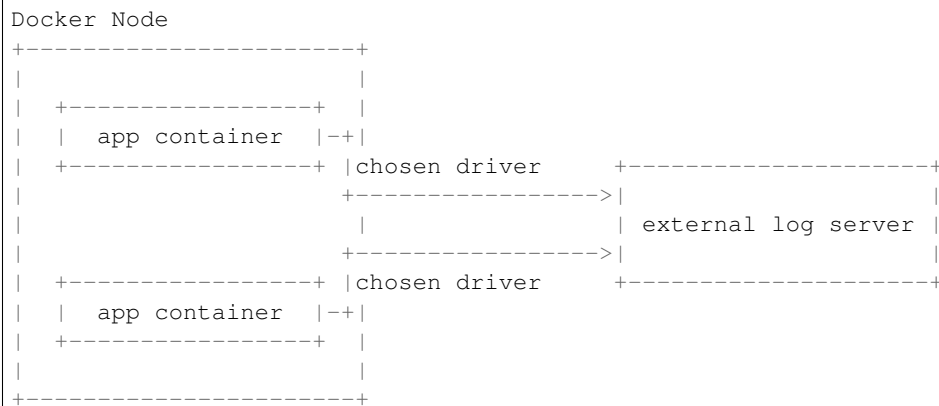 Docker Node
app container
chosen driver
external log server
chosen driver
app container